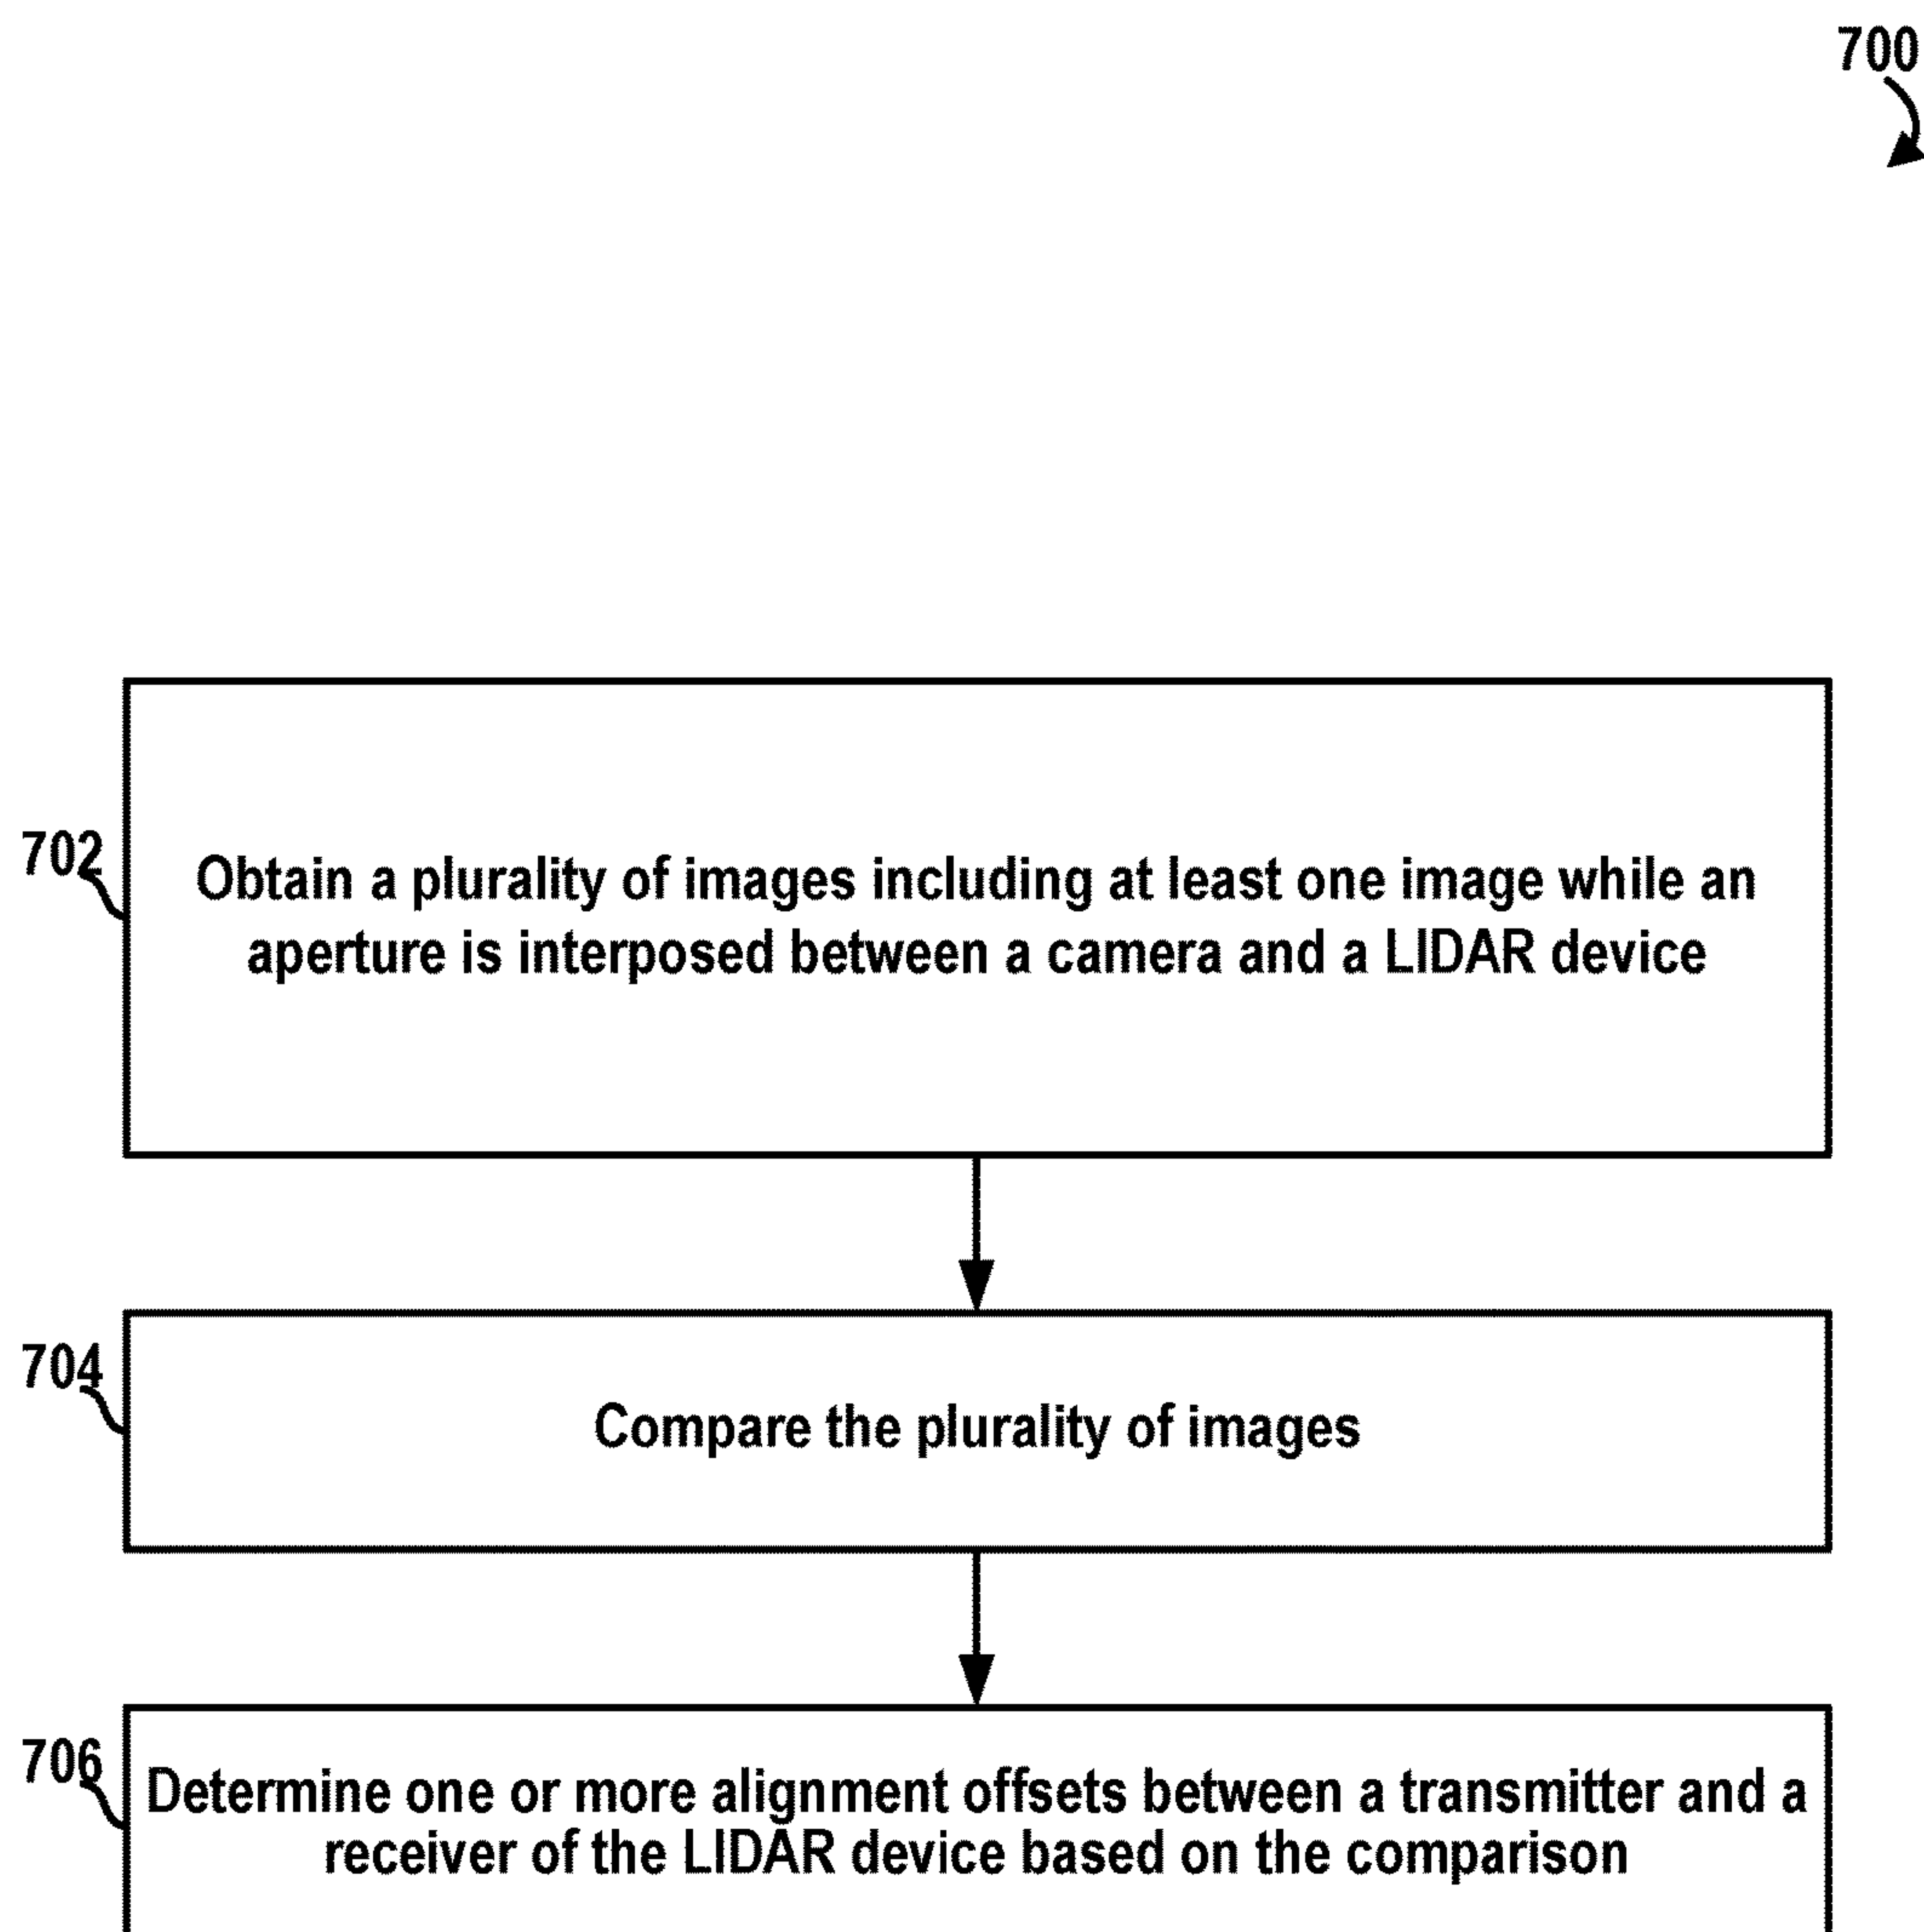 700
702
Obtain a plurality of images including at least one image while an
aperture is interposed between a camera and a LIDAR device
704
Compare the plurality of images
706
Determine one or more alignment offsets between a transmitter and a
receiver of the LIDAR device based on the comparison